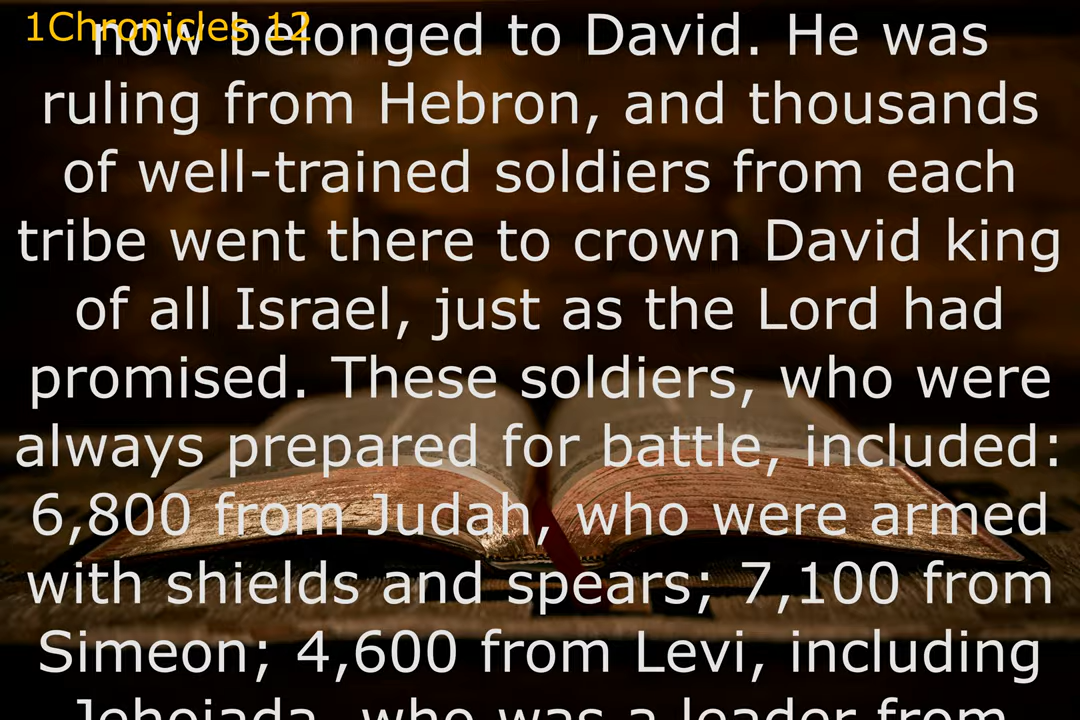 1Chronicles 12
now belonged to David. He was
ruling from Hebron, and thousands
of well-trained soldiers from each
tribe went there to crown David king
of all Israel, just as the Lord had
promised. These soldiers, who were
always prepared for battle, included:
6,800 from Judah, who were armed
with shields and spears; 7,100 from
Simeon; 4,600 from Levi, including
Jehoiada, who was a leader from